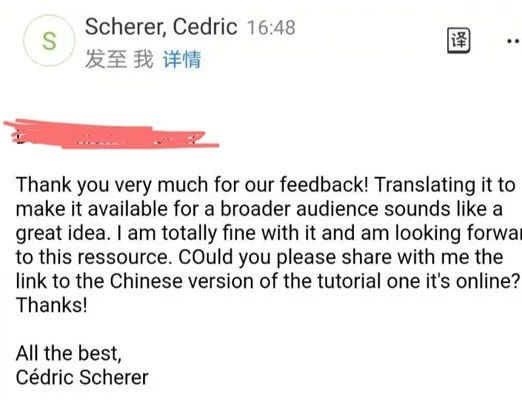 S
Scherer, Cedric 16:48
译
发至 我 详情
Thank you very much for our feedback! Translating it to
make it available for a broader audience sounds like a
great idea. I am totally fine with it and am looking forwar
to this ressource. COuld you please share with me the
link to the Chinese version of the tutorial one it's online?
Thanks!
All the best,
Cédric Scherer